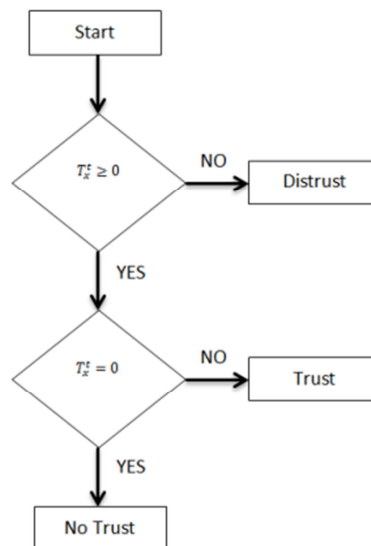 Start
T_x^t ≥ 0
NO
Distrust
YES
T_x^t = 0
NO
Trust
YES
No Trust